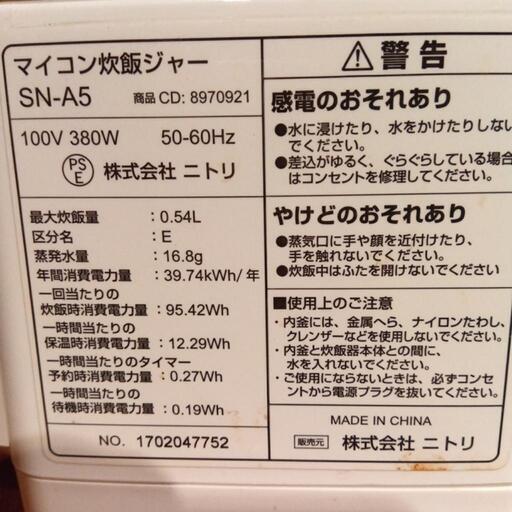 マイコン炊飯ジャー
SN-A5 商品CD: 8970921
100V 380W 50-60Hz
PS
E 株式会社 ニトリ
最大炊飯量 : 0.54L
区分名 : E
蒸発水量 : 16.8g
年間消費電力量 : 39.74kWh/年
一回当たりの
炊飯時消費電力量 : 95.42Wh
一時間当たりの
保温時消費電力量 : 12.29Wh
一時間当たりのタイマー
予約時消費電力量 : 0.27Wh
一時間当たりの
待機時消費電力量 : 0.19Wh
NO. 1702047752
警告
感電のおそれあり
●水に浸けたり、水をかけたりしない
でください。
●差込がゆるく、ぐらぐらしている場合
はコンセントを修理してください。
やけどのおそれあり
●蒸気口に手や顔を近付けたり、
手を触れないでください。
●炊飯中はふたを開けないでください
■使用上のご注意
・内釜には、金属へら、ナイロンたわし、
クレンザーなどを使用しないでください。
・内釜と炊飯器本体との間に、
水を入れないでください。
・ご使用にならないときは、必ずコンセ
ントから電源プラグを抜いてください。
MADE IN CHINA
販売元 株式会社 ニトリ